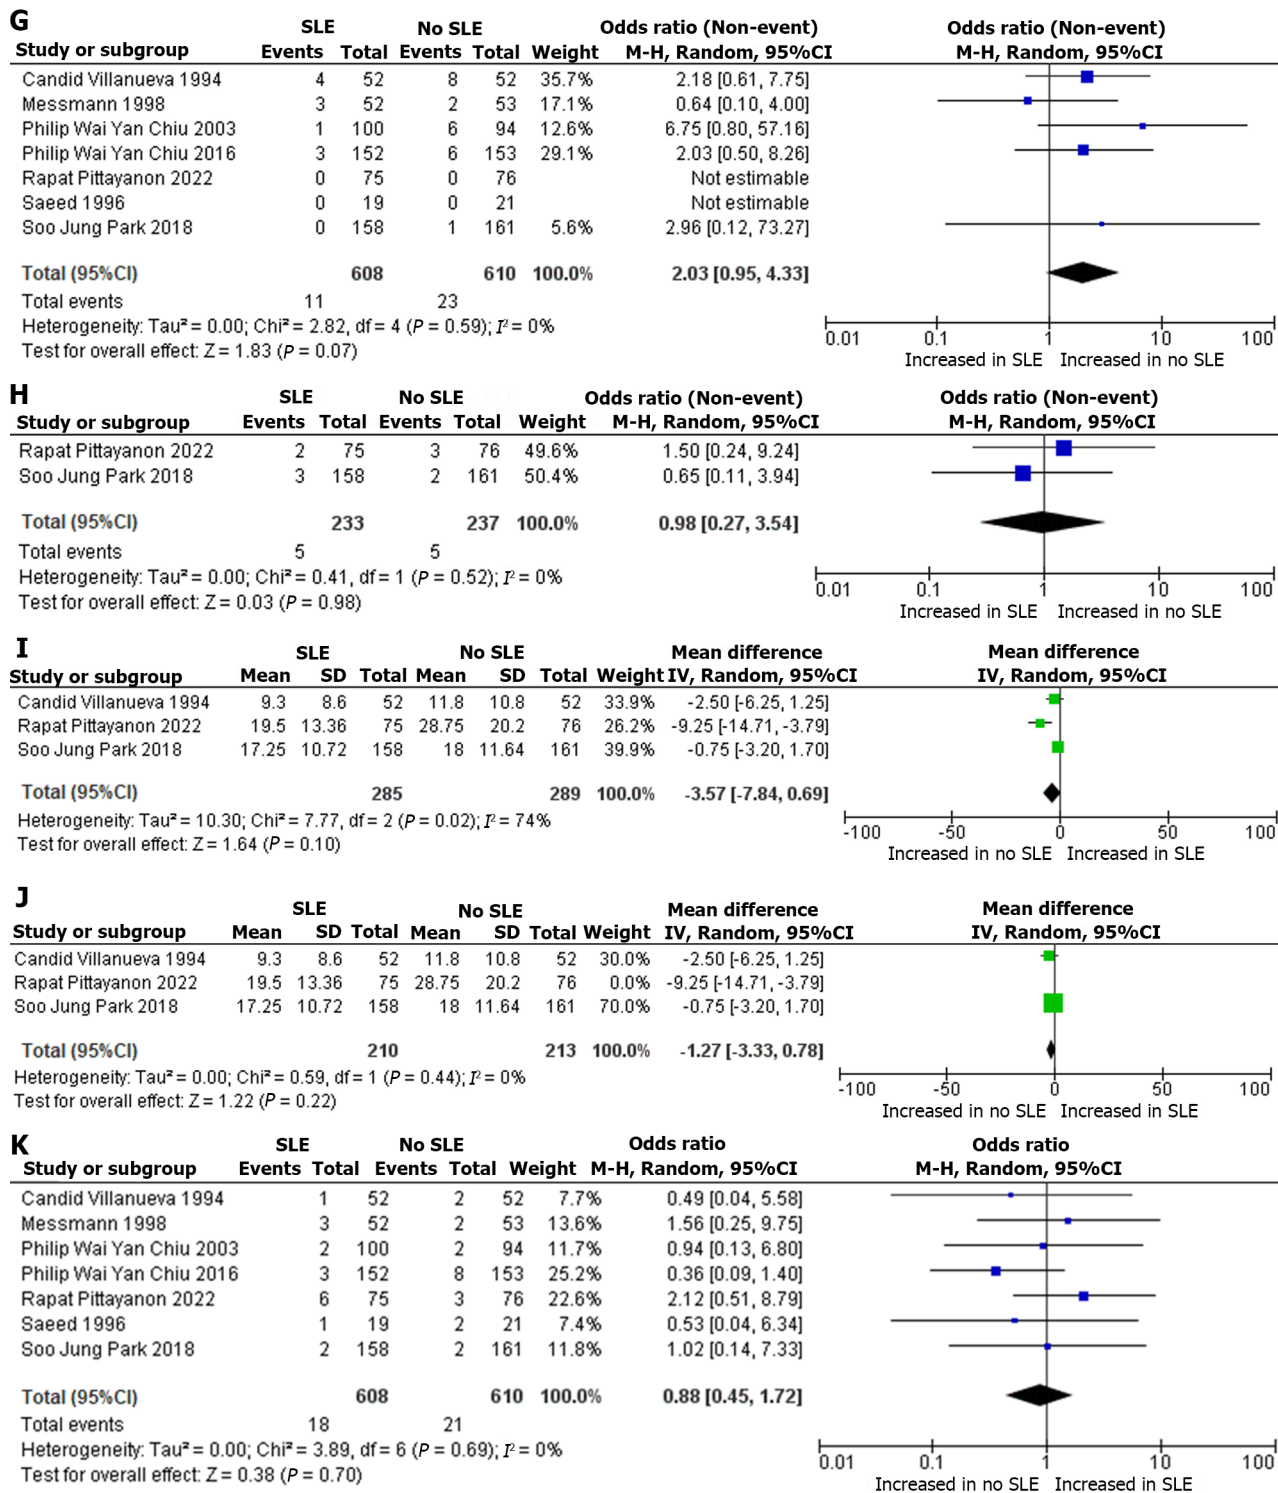 G
SLE No SLE Odds ratio (Non-event) Odds ratio (Non-event)
Study or subgroup Events Total Events Total Weight M-H, Random, 95%CI M-H, Random, 95%CI
Candid Villanueva 1994 4 52 8 52 35.7% 2.18 [0.61, 7.75]
Messmann 1998 3 52 2 53 17.1% 0.64 [0.10, 4.00]
Philip Wai Yan Chiu 2003 1 100 6 94 12.6% 6.75 [0.80, 57.16]
Philip Wai Yan Chiu 2016 3 152 6 153 29.1% 2.03 [0.50, 8.26]
Rapat Pittayanon 2022 0 75 0 76 Not estimable
Saeed 1996 0 19 0 21 Not estimable
Soo Jung Park 2018 0 158 1 161 5.6% 2.96 [0.12, 73.27]
Total (95%CI) 608 610 100.0% 2.03 [0.95, 4.33]
Total events 11 23
Heterogeneity: Tau² = 0.00; Chi² = 2.82, df = 4 (P = 0.59); I² = 0%
Test for overall effect: Z = 1.83 (P = 0.07)
0.01 0.1 1 10 100
Increased in SLE Increased in no SLE
H
SLE No SLE Odds ratio (Non-event) Odds ratio (Non-event)
Study or subgroup Events Total Events Total Weight M-H, Random, 95%CI M-H, Random, 95%CI
Rapat Pittayanon 2022 2 75 3 76 49.6% 1.50 [0.24, 9.24]
Soo Jung Park 2018 3 158 2 161 50.4% 0.65 [0.11, 3.94]
Total (95%CI) 233 237 100.0% 0.98 [0.27, 3.54]
Total events 5 5
Heterogeneity: Tau² = 0.00; Chi² = 0.41, df = 1 (P = 0.52); I² = 0%
Test for overall effect: Z = 0.03 (P = 0.98)
0.01 0.1 1 10 100
Increased in SLE Increased in no SLE
I
SLE No SLE Mean difference Mean difference
Study or subgroup Mean SD Total Mean SD Total Weight IV, Random, 95%CI IV, Random, 95%CI
Candid Villanueva 1994 9.3 8.6 52 11.8 10.8 52 33.9% -2.50 [-6.25, 1.25]
Rapat Pittayanon 2022 19.5 13.36 75 28.75 20.2 76 26.2% -9.25 [-14.71, -3.79]
Soo Jung Park 2018 17.25 10.72 158 18 11.64 161 39.9% -0.75 [-3.20, 1.70]
Total (95%CI) 285 289 100.0% -3.57 [-7.84, 0.69]
Heterogeneity: Tau² = 10.30; Chi² = 7.77, df = 2 (P = 0.02); I² = 74%
Test for overall effect: Z = 1.64 (P = 0.10)
-100 -50 0 50 100
Increased in no SLE Increased in SLE
J
SLE No SLE Mean difference Mean difference
Study or subgroup Mean SD Total Mean SD Total Weight IV, Random, 95%CI IV, Random, 95%CI
Candid Villanueva 1994 9.3 8.6 52 11.8 10.8 52 30.0% -2.50 [-6.25, 1.25]
Rapat Pittayanon 2022 19.5 13.36 75 28.75 20.2 76 0.0% -9.25 [-14.71, -3.79]
Soo Jung Park 2018 17.25 10.72 158 18 11.64 161 70.0% -0.75 [-3.20, 1.70]
Total (95%CI) 210 213 100.0% -1.27 [-3.33, 0.78]
Heterogeneity: Tau² = 0.00; Chi² = 0.59, df = 1 (P = 0.44); I² = 0%
Test for overall effect: Z = 1.22 (P = 0.22)
-100 -50 0 50 100
Increased in no SLE Increased in SLE
K
SLE No SLE Odds ratio Odds ratio
Study or subgroup Events Total Events Total Weight M-H, Random, 95%CI M-H, Random, 95%CI
Candid Villanueva 1994 1 52 2 52 7.7% 0.49 [0.04, 5.58]
Messmann 1998 3 52 2 53 13.6% 1.56 [0.25, 9.75]
Philip Wai Yan Chiu 2003 2 100 2 94 11.7% 0.94 [0.13, 6.80]
Philip Wai Yan Chiu 2016 3 152 8 153 25.2% 0.36 [0.09, 1.40]
Rapat Pittayanon 2022 6 75 3 76 22.6% 2.12 [0.51, 8.79]
Saeed 1996 1 19 2 21 7.4% 0.53 [0.04, 6.34]
Soo Jung Park 2018 2 158 2 161 11.8% 1.02 [0.14, 7.33]
Total (95%CI) 608 610 100.0% 0.88 [0.45, 1.72]
Total events 18 21
Heterogeneity: Tau² = 0.00; Chi² = 3.89, df = 6 (P = 0.69); I² = 0%
Test for overall effect: Z = 0.38 (P = 0.70)
0.01 0.1 1 10 100
Increased in no SLE Increased in SLE